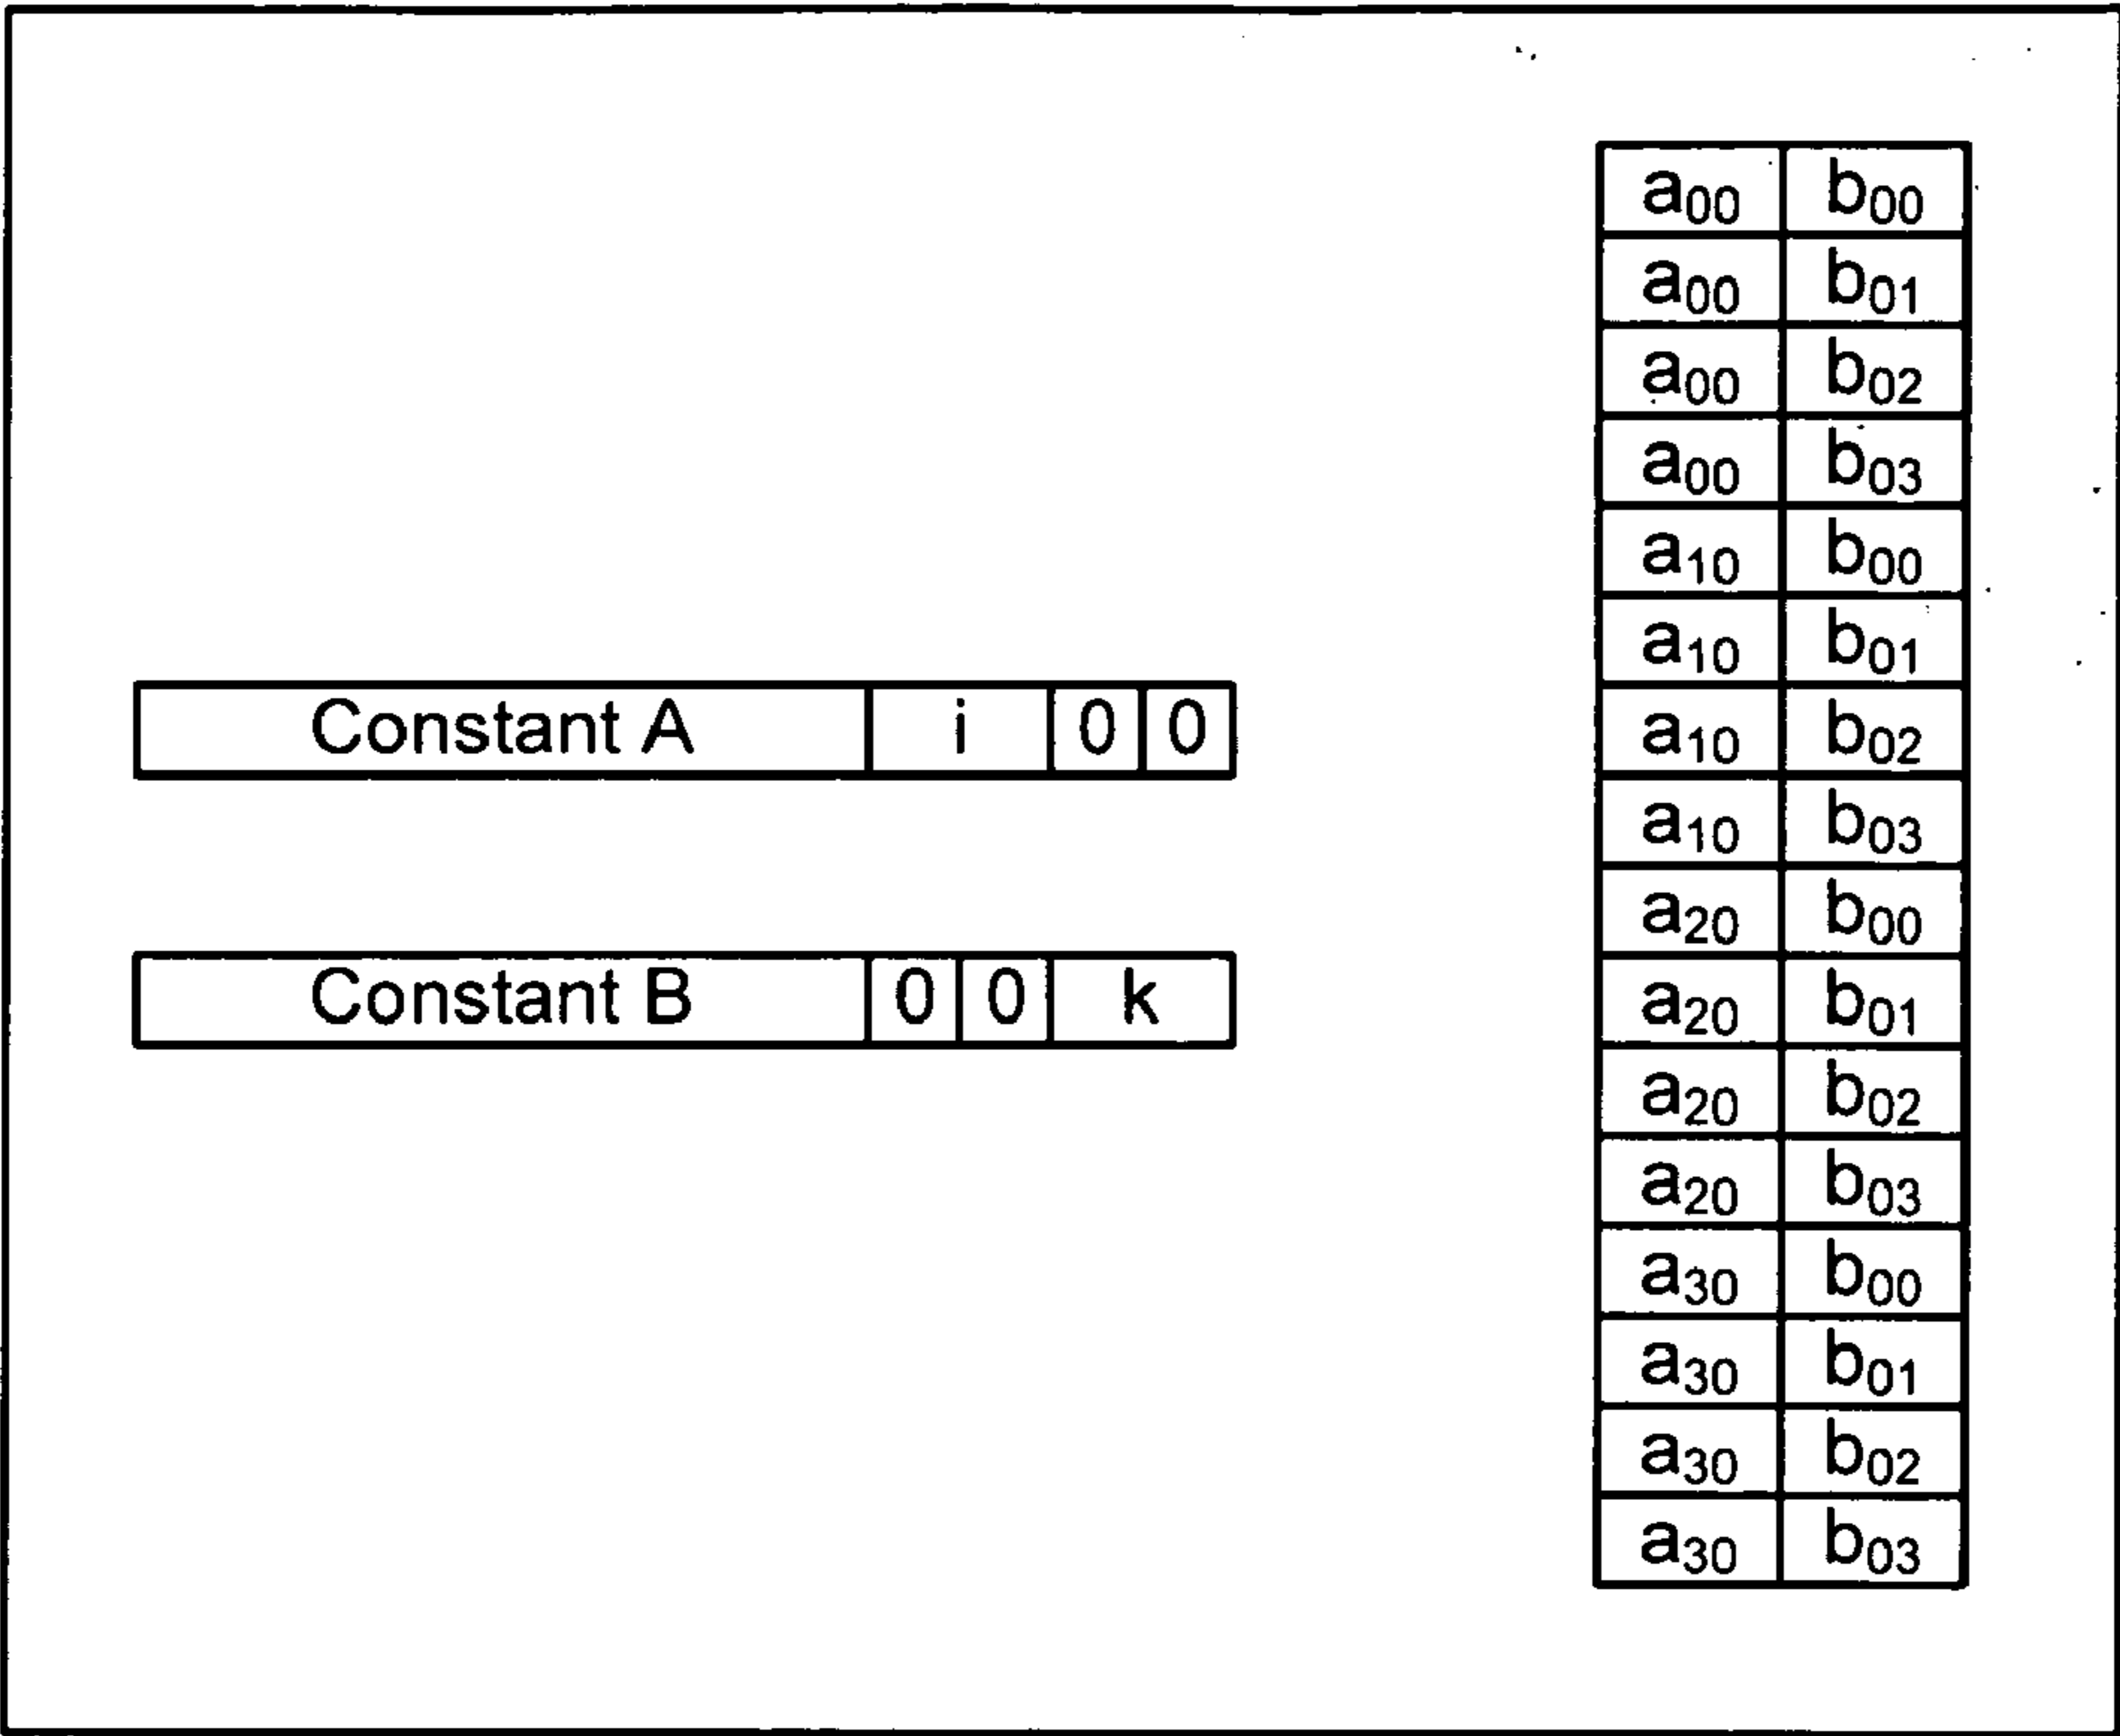 a00 b00
a00 b01
a00 b02
a00 b03
a10 b00
a10 b01
Constant A i 0 0
a10 b02
a10 b03
a20 b00
Constant B 0 0 k
a20 b01
a20 b02
a20 b03
a30 b00
a30 b01
a30 b02
a30 b03